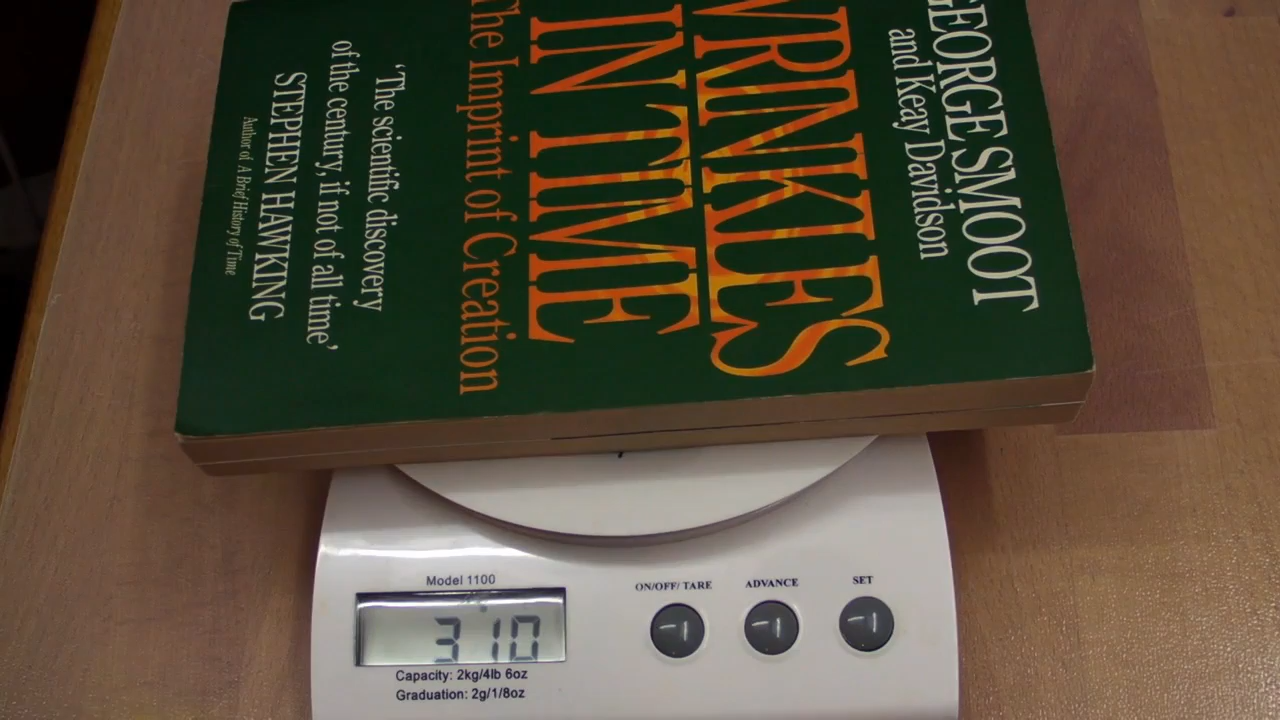 GEORGE SMOOT
and Keay Davidson
WRINKLES
IN TIME
The Imprint of Creation
‘The scientific discovery
of the century, if not of all time’
STEPHEN HAWKING
Author of A Brief History of Time
Model 1100
310
Capacity: 2kg/4lb 6oz
Graduation: 2g/1/8oz
ON/OFF/ TARE
ADVANCE
SET